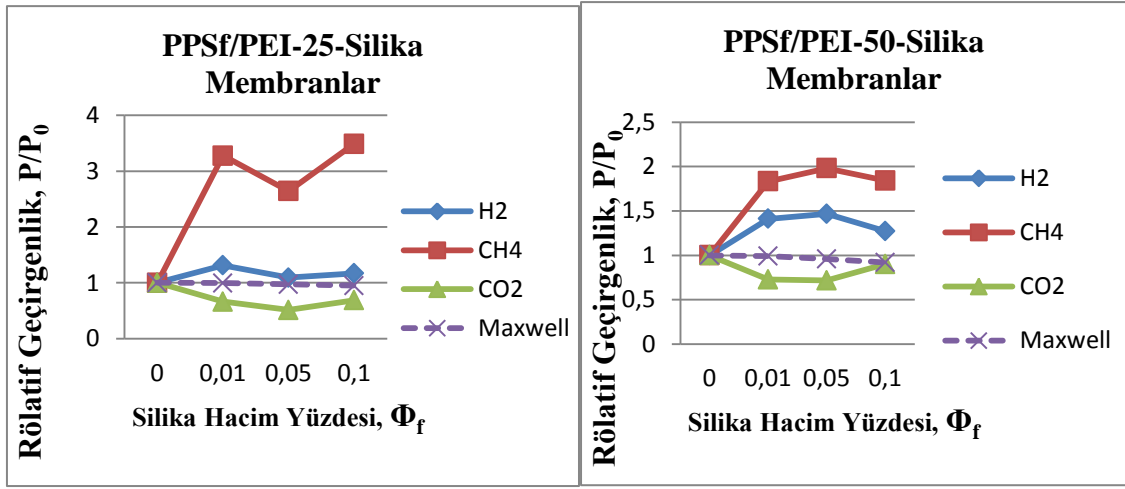 PPSf/PEI-25-Silika
Membranlar
Rölatif Geçirgenlik, P/P₀
4
3
2
1
0
0
0,01
0,05
0,1
Silika Hacim Yüzdesi, Φf
H2
CH4
CO2
Maxwell
PPSf/PEI-50-Silika
Membranlar
Rölatif Geçirgenlik, P/P₀
2,5
2
1,5
1
0,5
0
0
0,01
0,05
0,1
Silika Hacim Yüzdesi, Φf
H2
CH4
CO2
Maxwell